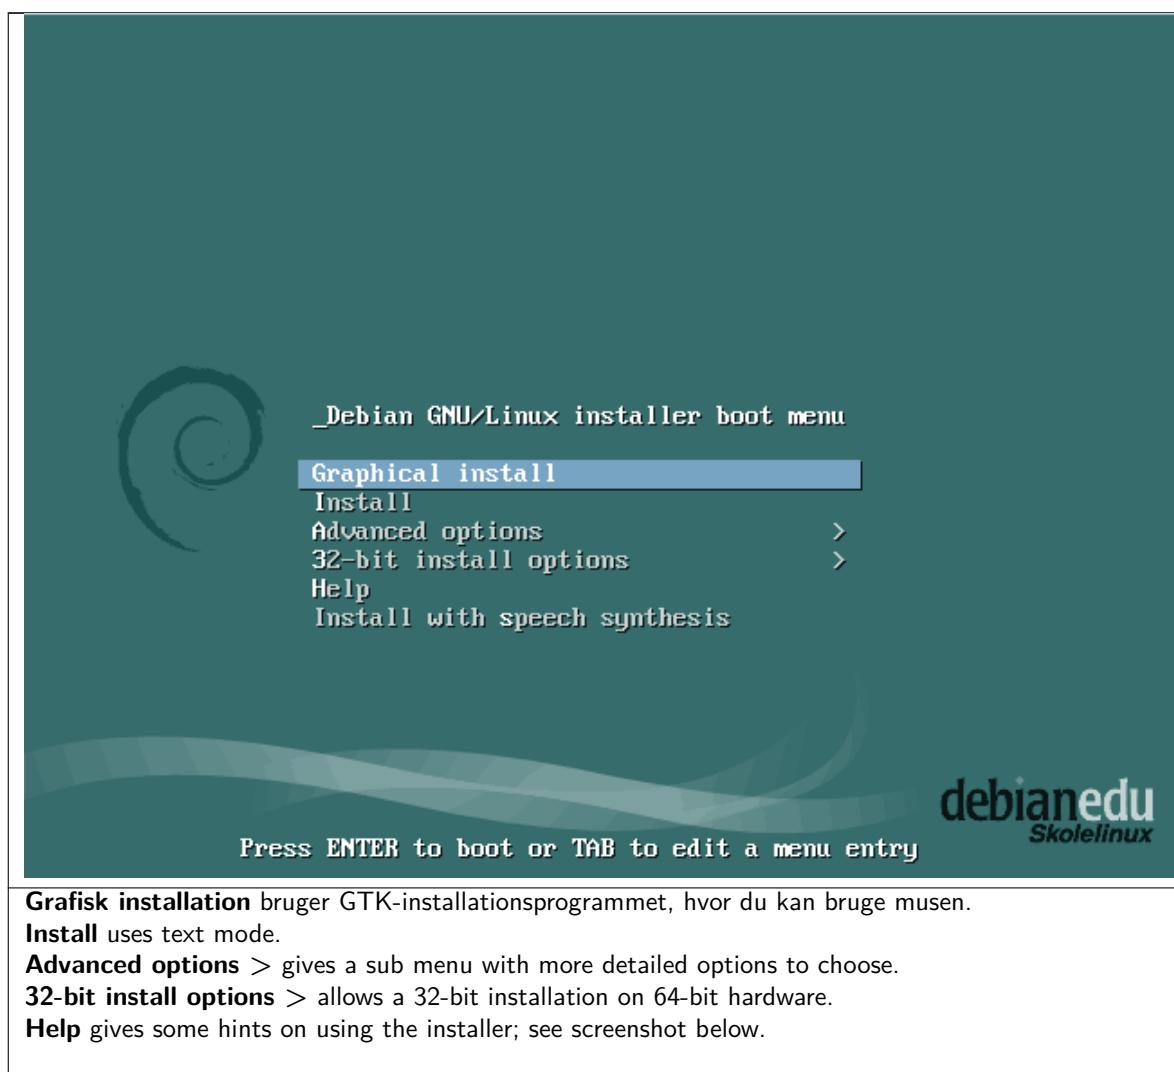 _Debian GNU/Linux installer boot menu
Graphical install
Install
Advanced options >
32-bit install options >
Help
Install with speech synthesis
debianedu
Skolelinux
Press ENTER to boot or TAB to edit a menu entry
Grafisk installation bruger GTK-installationsprogrammet, hvor du kan bruge musen.
Install uses text mode.
Advanced options > gives a sub menu with more detailed options to choose.
32-bit install options > allows a 32-bit installation on 64-bit hardware.
Help gives some hints on using the installer; see screenshot below.